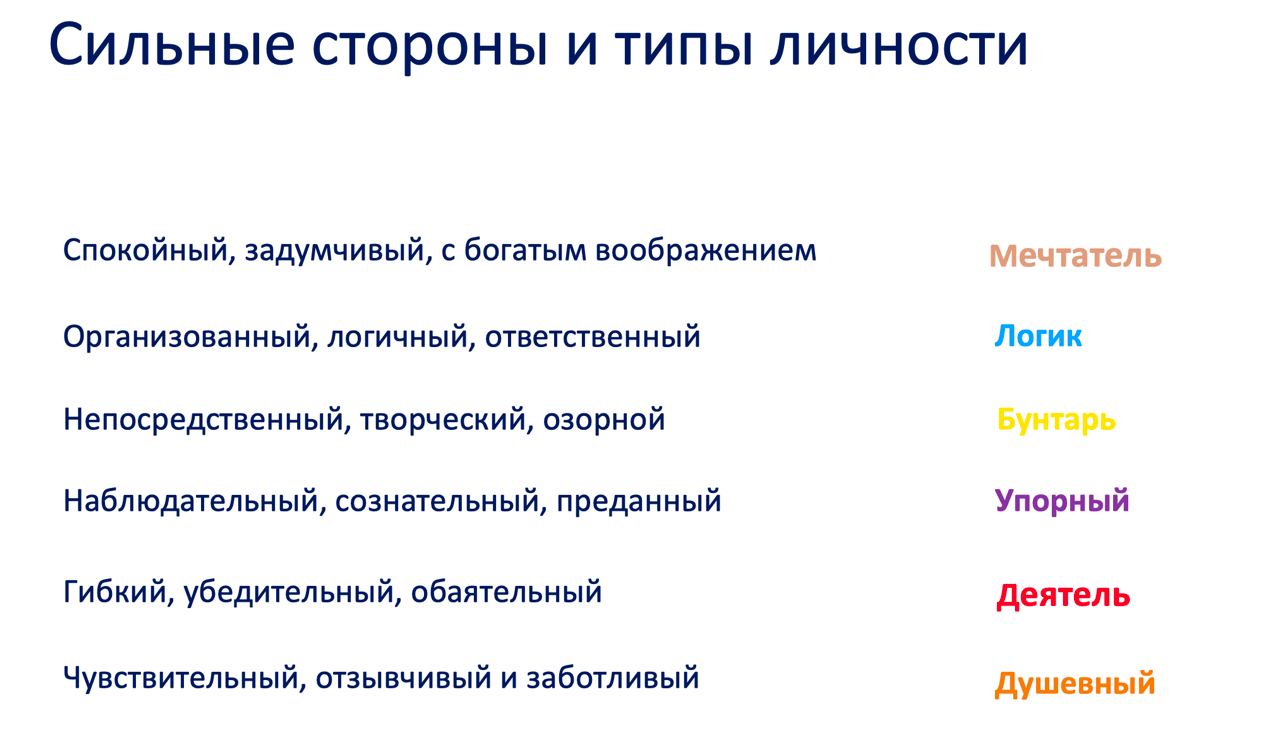 Сильные стороны и типы личности
Спокойный, задумчивый, с богатым воображением
Мечтатель
Организованный, логичный, ответственный
Логик
Непосредственный, творческий, озорной
Бунтарь
Наблюдательный, сознательный, преданный
Упорный
Гибкий, убедительный, обаятельный
Деятель
Чувствительный, отзывчивый и заботливый
Душевный